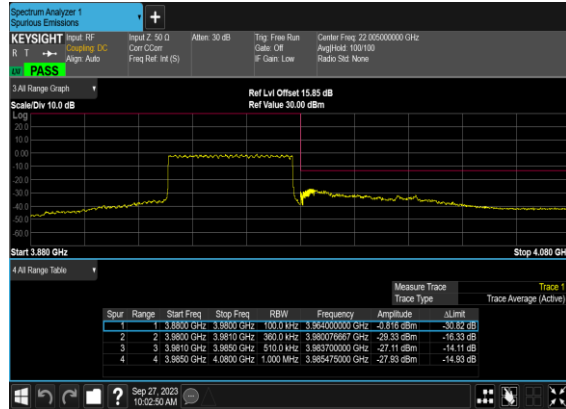 Spectrum Analyzer 1
Spurious Emissions
+
KEYSIGHT Input: RF Input Z: 50 Ω Atten: 30 dB Trig: Free Run Center Freq: 22.005000000 GHz
R T Coupling: DC Corr CCorr Gate: Off Avg|Hold: 100/100
Align: Auto Freq Ref: Int (S) IF Gain: Low Radio Std: None
PASS
3 All Range Graph
Ref Lvl Offset 15.85 dB
Scale/Div 10.0 dB Ref Value 30.00 dBm
Log
20.0
10.0
0.00
-10.0
-20.0
-30.0
-40.0
-50.0
-60.0
Start 3.880 GHz Stop 4.080 GH
4 All Range Table
Measure Trace Trace 1
Trace Type Trace Average (Active)
Spur Range Start Freq Stop Freq RBW Frequency Amplitude ΔLimit
1 1 3.8800 GHz 3.9800 GHz 100.0 kHz 3.964000000 GHz -0.816 dBm -30.82 dB
2 2 3.9800 GHz 3.9810 GHz 360.0 kHz 3.980076667 GHz -29.33 dBm -16.33 dB
3 3 3.9810 GHz 3.9850 GHz 510.0 kHz 3.983700000 GHz -27.11 dBm -14.11 dB
4 4 3.9850 GHz 4.0800 GHz 1.000 MHz 3.985475000 GHz -27.93 dBm -14.93 dB
? Sep 27, 2023
10:02:50 AM